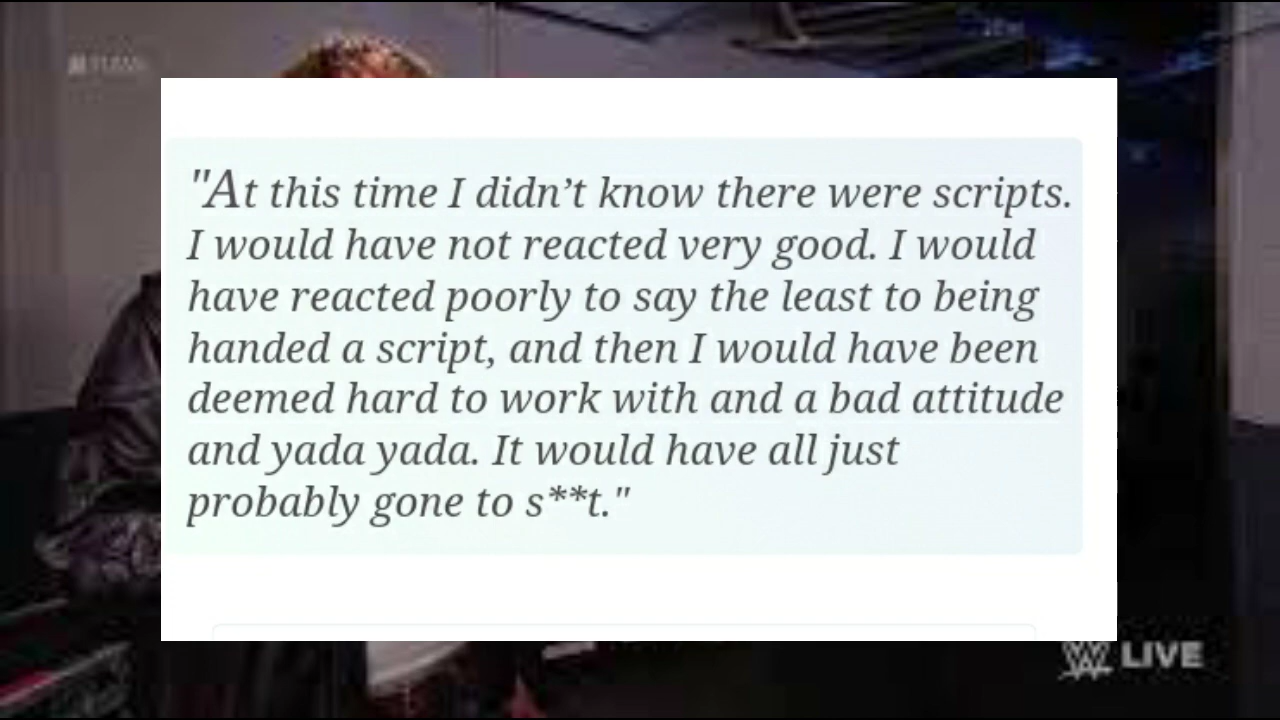 "At this time I didn’t know there were scripts.
I would have not reacted very good. I would
have reacted poorly to say the least to being
handed a script, and then I would have been
deemed hard to work with and a bad attitude
and yada yada. It would have all just
probably gone to s**t."
W LIVE